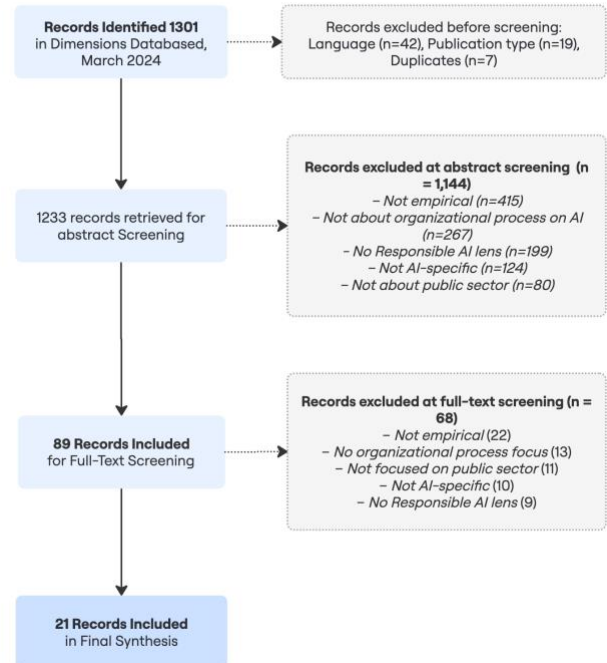 Records Identified 1301
in Dimensions Databased,
March 2024
Records excluded before screening:
Language (n=42), Publication type (n=19),
Duplicates (n=7)
1233 records retrieved for
abstract Screening
Records excluded at abstract screening (n
= 1,144)
– Not empirical (n=415)
– Not about organizational process on AI
(n=267)
– No Responsible AI lens (n=199)
– Not AI-specific (n=124)
– Not about public sector (n=80)
89 Records Included
for Full-Text Screening
Records excluded at full-text screening (n =
68)
– Not empirical (22)
– No organizational process focus (13)
– Not focused on public sector (11)
– Not AI-specific (10)
– No Responsible AI lens (9)
21 Records Included
in Final Synthesis